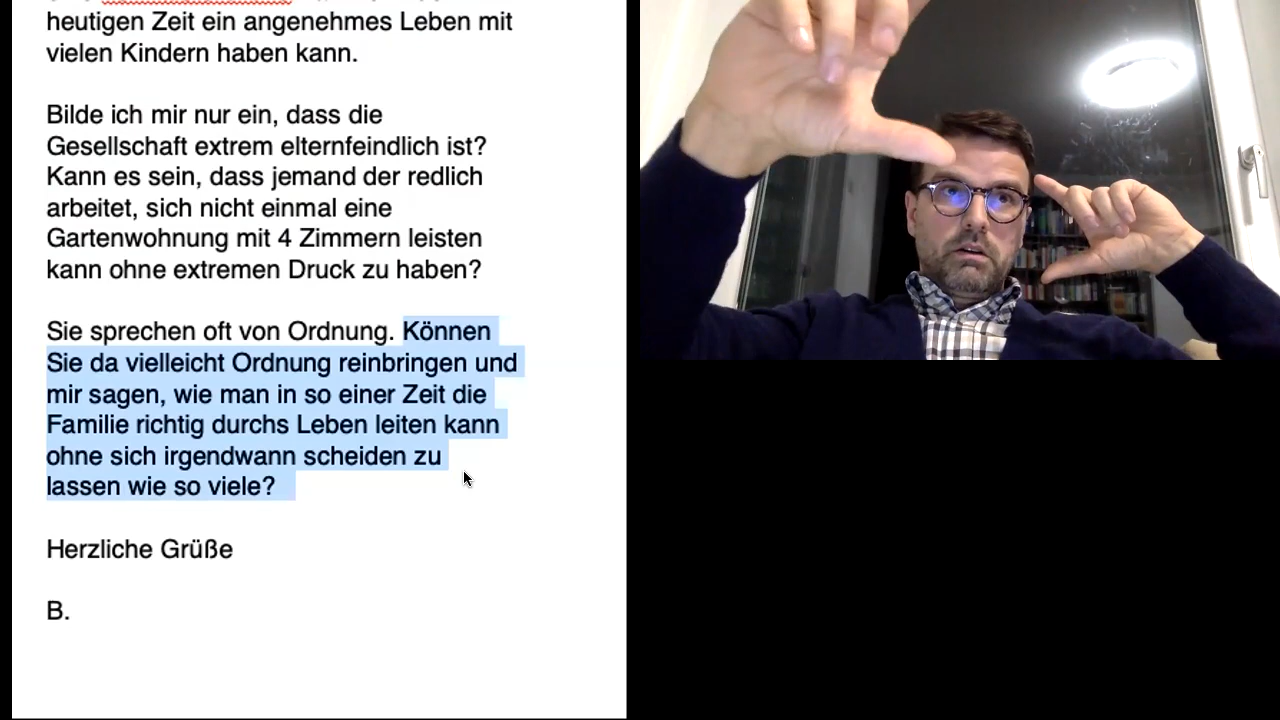 heutigen Zeit ein angenehmes Leben mit
vielen Kindern haben kann.
Bilde ich mir nur ein, dass die
Gesellschaft extrem elternfeindlich ist?
Kann es sein, dass jemand der redlich
arbeitet, sich nicht einmal eine
Gartenwohnung mit 4 Zimmern leisten
kann ohne extremen Druck zu haben?
Sie sprechen oft von Ordnung. Können
Sie da vielleicht Ordnung reinbringen und
mir sagen, wie man in so einer Zeit die
Familie richtig durchs Leben leiten kann
ohne sich irgendwann scheiden zu
lassen wie so viele?
Herzliche Grüße
B.